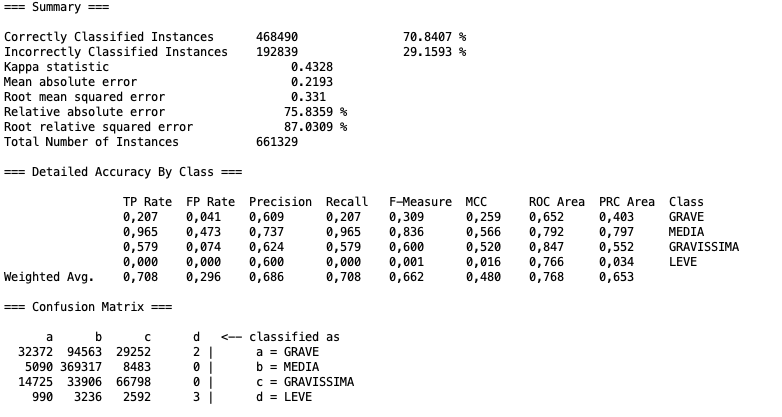 === Summary ===
Correctly Classified Instances 468490 70.8407 %
Incorrectly Classified Instances 192839 29.1593 %
Kappa statistic 0.4328
Mean absolute error 0.2193
Root mean squared error 0.331
Relative absolute error 75.8359 %
Root relative squared error 87.0309 %
Total Number of Instances 661329
=== Detailed Accuracy By Class ===
TP Rate FP Rate Precision Recall F-Measure MCC ROC Area PRC Area Class
0,207 0,041 0,609 0,207 0,309 0,259 0,652 0,403 GRAVE
0,965 0,473 0,737 0,965 0,836 0,566 0,792 0,797 MEDIA
0,579 0,074 0,624 0,579 0,600 0,520 0,847 0,552 GRAVISSIMA
0,000 0,000 0,600 0,000 0,001 0,016 0,766 0,034 LEVE
Weighted Avg. 0,708 0,296 0,686 0,708 0,662 0,480 0,768 0,653
=== Confusion Matrix ===
a b c d <-- classified as
32372 94563 29252 2 | a = GRAVE
5090 369317 8483 0 | b = MEDIA
14725 33906 66798 0 | c = GRAVISSIMA
990 3236 2592 3 | d = LEVE